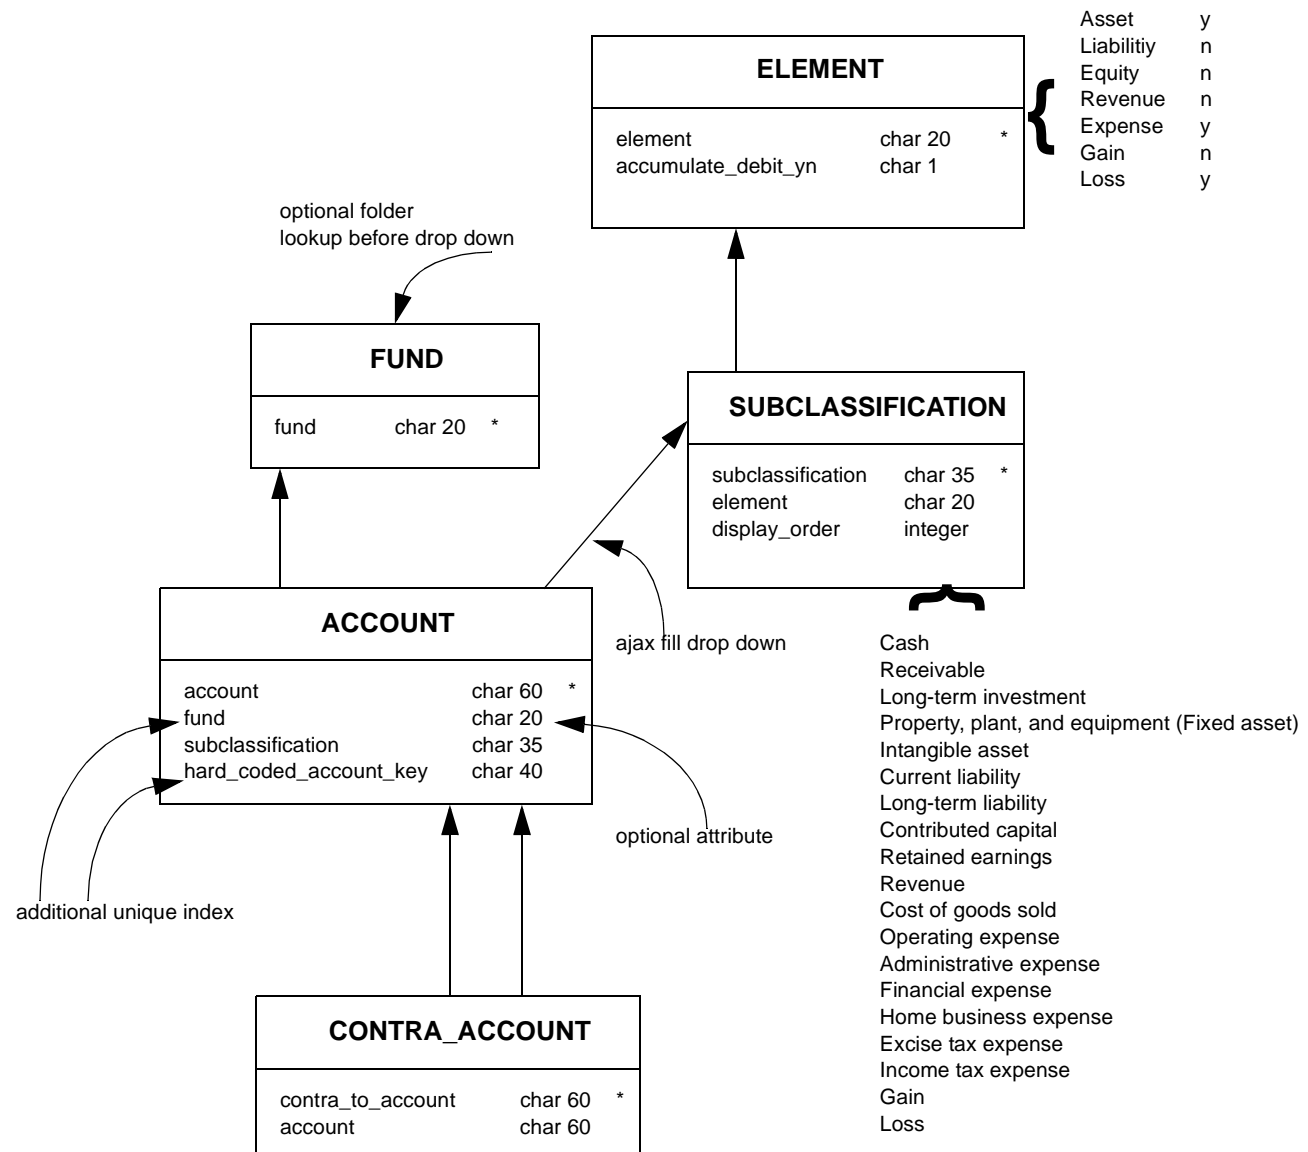 Asset y
Liabilitiy n
Equity n
Revenue n
Expense y
Gain n
Loss y
ELEMENT
element char 20 *
accumulate_debit_yn char 1
optional folder
lookup before drop down
FUND
fund char 20 *
SUBCLASSIFICATION
subclassification char 35 *
element char 20
display_order integer
ACCOUNT
account char 60 *
fund char 20
subclassification char 35
hard_coded_account_key char 40
ajax fill drop down
optional attribute
additional unique index
Cash
Receivable
Long-term investment
Property, plant, and equipment (Fixed asset)
Intangible asset
Current liability
Long-term liability
Contributed capital
Retained earnings
Revenue
Cost of goods sold
Operating expense
Administrative expense
Financial expense
Home business expense
Excise tax expense
Income tax expense
Gain
Loss
CONTRA_ACCOUNT
contra_to_account char 60 *
account char 60